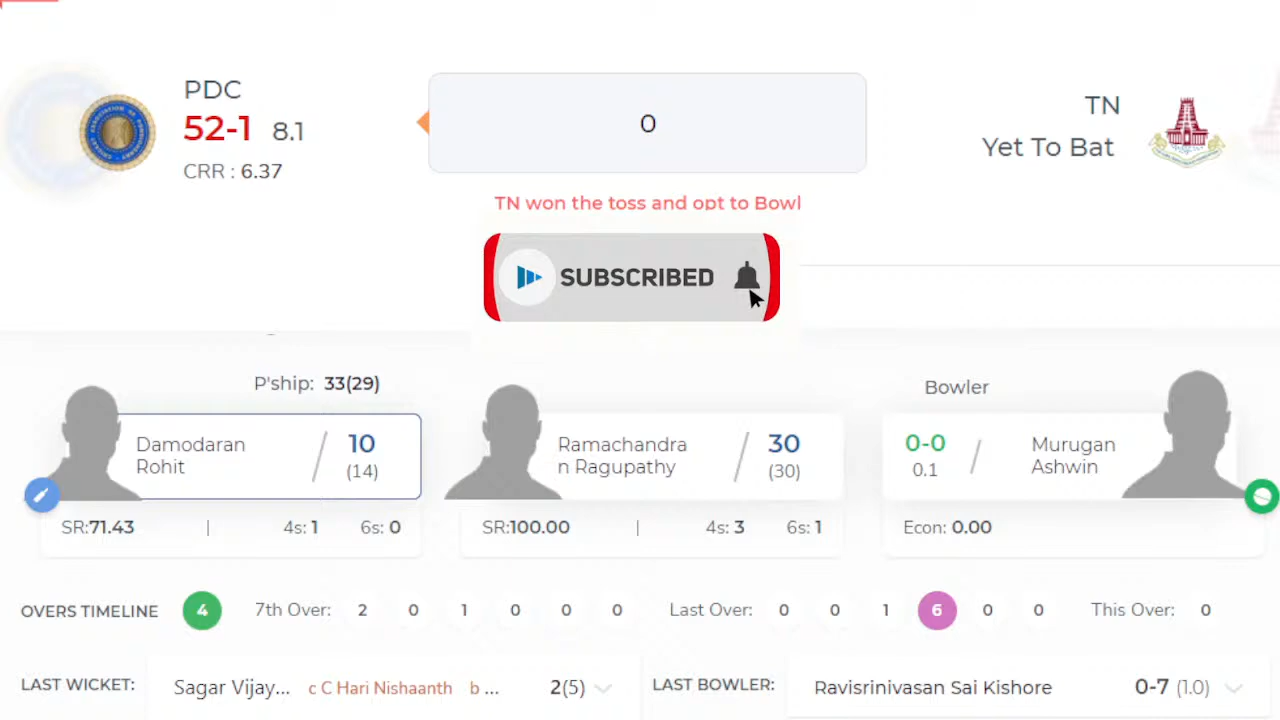 PDC
52-1 8.1
CRR : 6.37
0
TN
Yet To Bat
TN won the toss and opt to Bowl
SUBSCRIBED
P'ship: 33(29)
Damodaran
Rohit
10
(14)
SR:71.43 | 4s: 1 6s: 0
Ramachandra
n Ragupathy
30
(30)
SR:100.00 | 4s: 3 6s: 1
Bowler
0-0
0.1
Murugan
Ashwin
Econ: 0.00
OVERS TIMELINE 4 7th Over: 2 0 1 0 0 0 Last Over: 0 0 1 6 0 0 This Over: 0
LAST WICKET: Sagar Vijay... c C Hari Nishaanth b ... 2(5) LAST BOWLER: Ravisrinivasan Sai Kishore 0-7 (1.0)